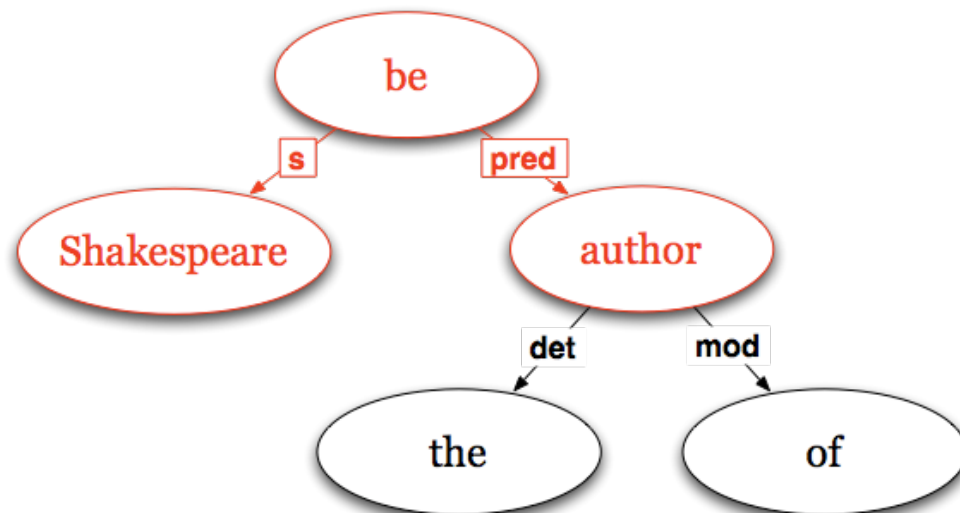 be
s
pred
Shakespeare
author
det
mod
the
of